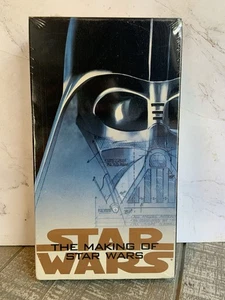 STAR
THE MAKING OF
STAR WARS
WARS